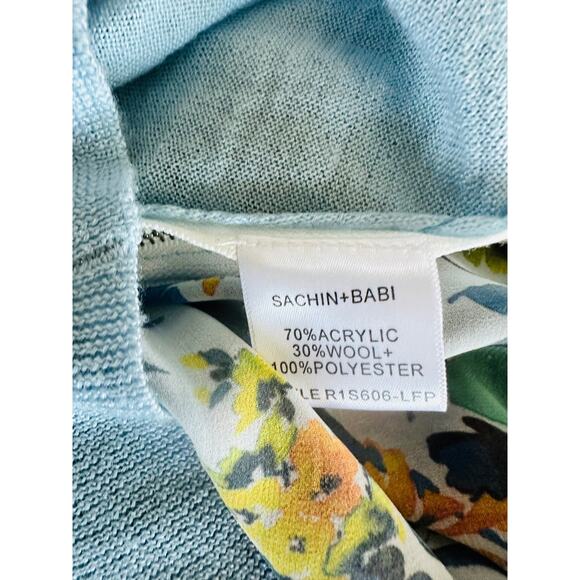 SACHIN+BABI
70%ACRYLIC
30%WOOL+
100%POLYESTER
R1S606-LFP